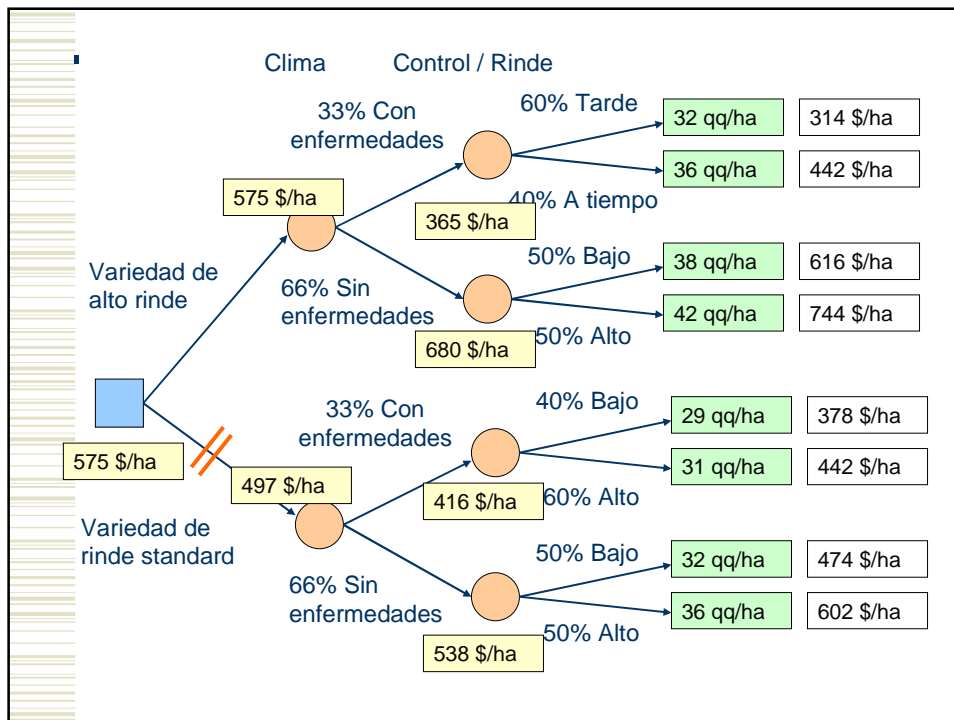 Clima
Control / Rinde
33% Con
enfermedades
60% Tarde
32 qq/ha
314 $/ha
36 qq/ha
442 $/ha
40% A tiempo
575 $/ha
365 $/ha
Variedad de
alto rinde
66% Sin
enfermedades
50% Bajo
38 qq/ha
616 $/ha
42 qq/ha
744 $/ha
50% Alto
680 $/ha
575 $/ha
33% Con
enfermedades
40% Bajo
29 qq/ha
378 $/ha
31 qq/ha
442 $/ha
60% Alto
497 $/ha
416 $/ha
Variedad de
rinde standard
66% Sin
enfermedades
50% Bajo
32 qq/ha
474 $/ha
36 qq/ha
602 $/ha
50% Alto
538 $/ha